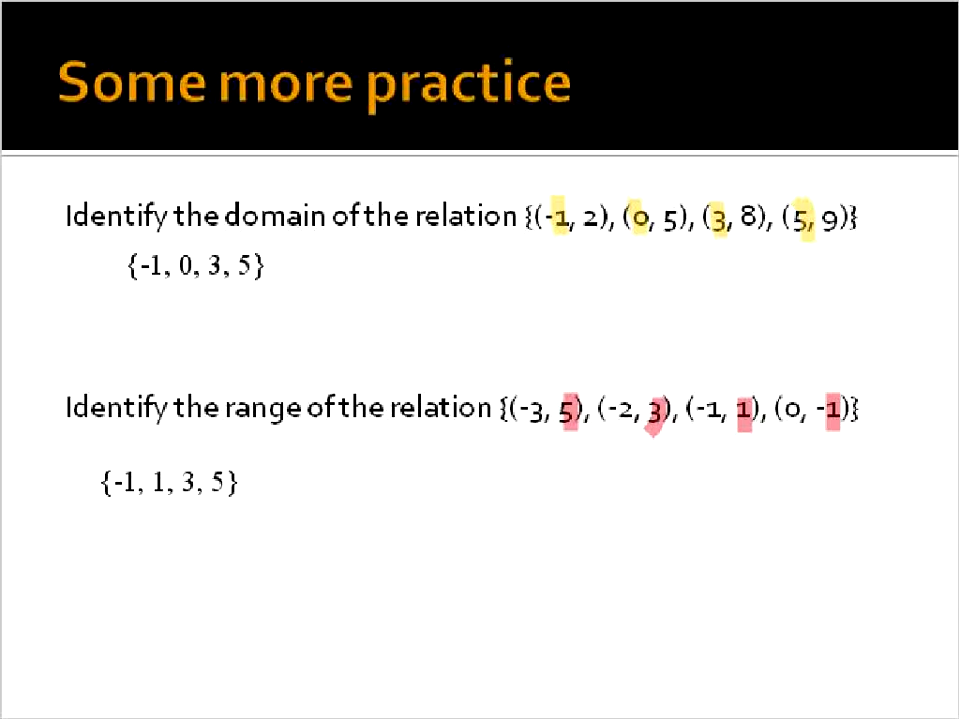 Some more practice
Identify the domain of the relation {(-1, 2), (0, 5), (3, 8), (5, 9)}
{-1, 0, 3, 5}
Identify the range of the relation {(-3, 5), (-2, 3), (-1, 1), (0, -1)}
{-1, 1, 3, 5}